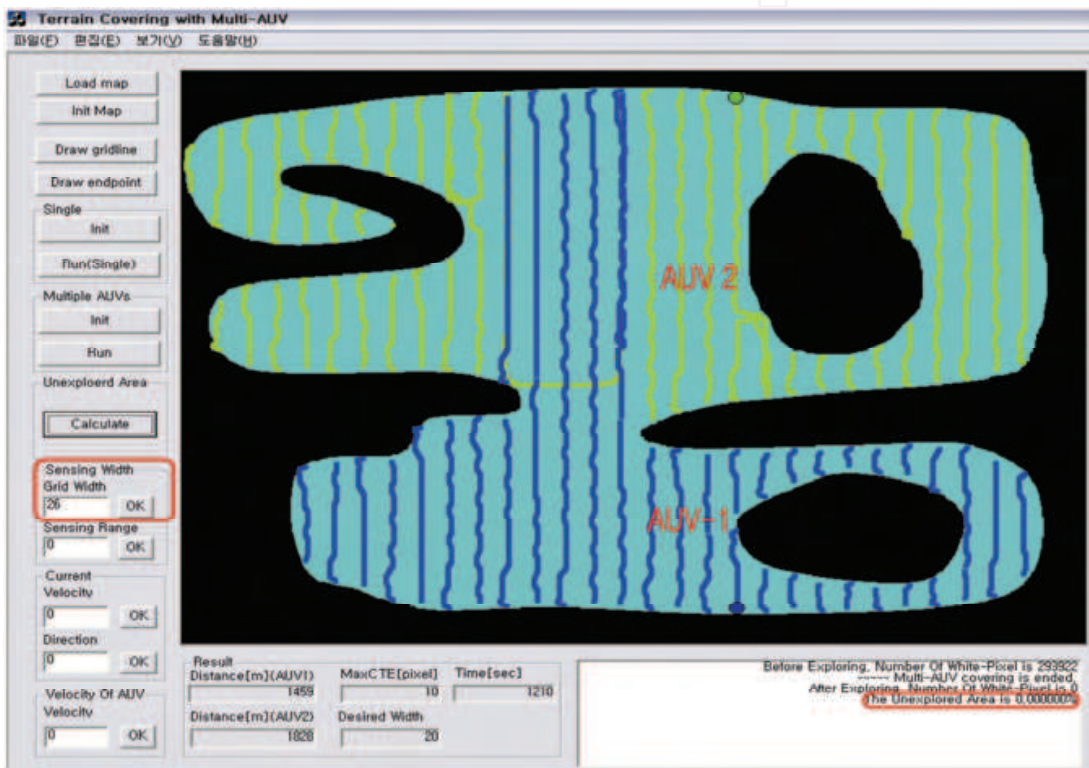 Terrain Covering with Multi-AUV
파일(F) 편집(E) 보기(V) 도움말(H)
Load map
Init Map
Draw gridline
Draw endpoint
Single
Init
Run(Single)
Multiple AUVs
Init
Run
Unexploerd Area
Calculate
Sensing Width
Grid Width
26 OK
Sensing Range
0 OK
Current
Velocity
0 OK
Direction
0 OK
Velocity Of AUV
Velocity
0 OK
AUV 2
AUV-1
Result
Distance[m](AUV1) MaxCTE[pixel] Time[sec]
1459 10 1210
Distance[m](AUV2) Desired Width
1828 20
Before Exploring, Number Of White-Pixel is 293922
----- Multi-AUV covering is ended.
After Exploring, Number Of White-Pixel is 0
The Unexplored Area is 0.000000%